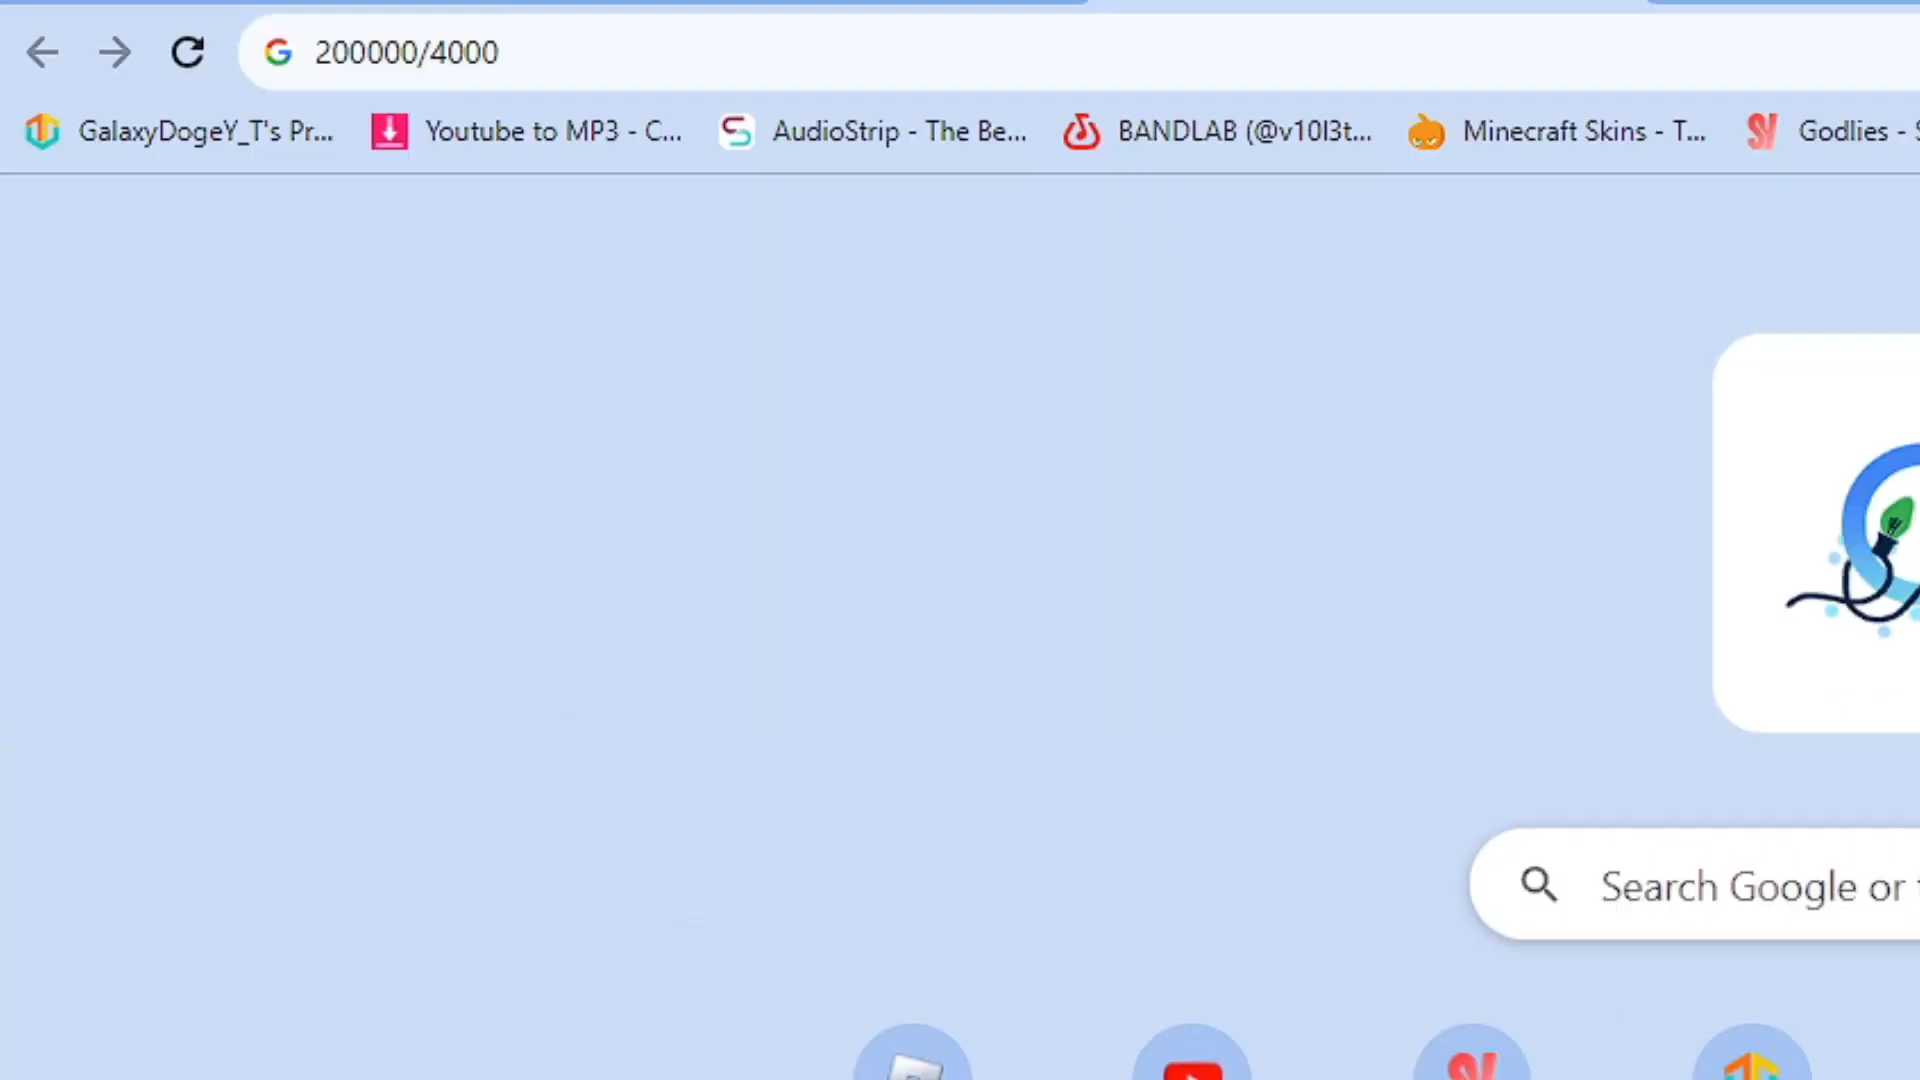 200000/4000
GalaxyDogeY_T's Pr... Youtube to MP3 - C... AudioStrip - The Be... BANDLAB (@v10l3t... Minecraft Skins - T... Godlies -
Search Google or